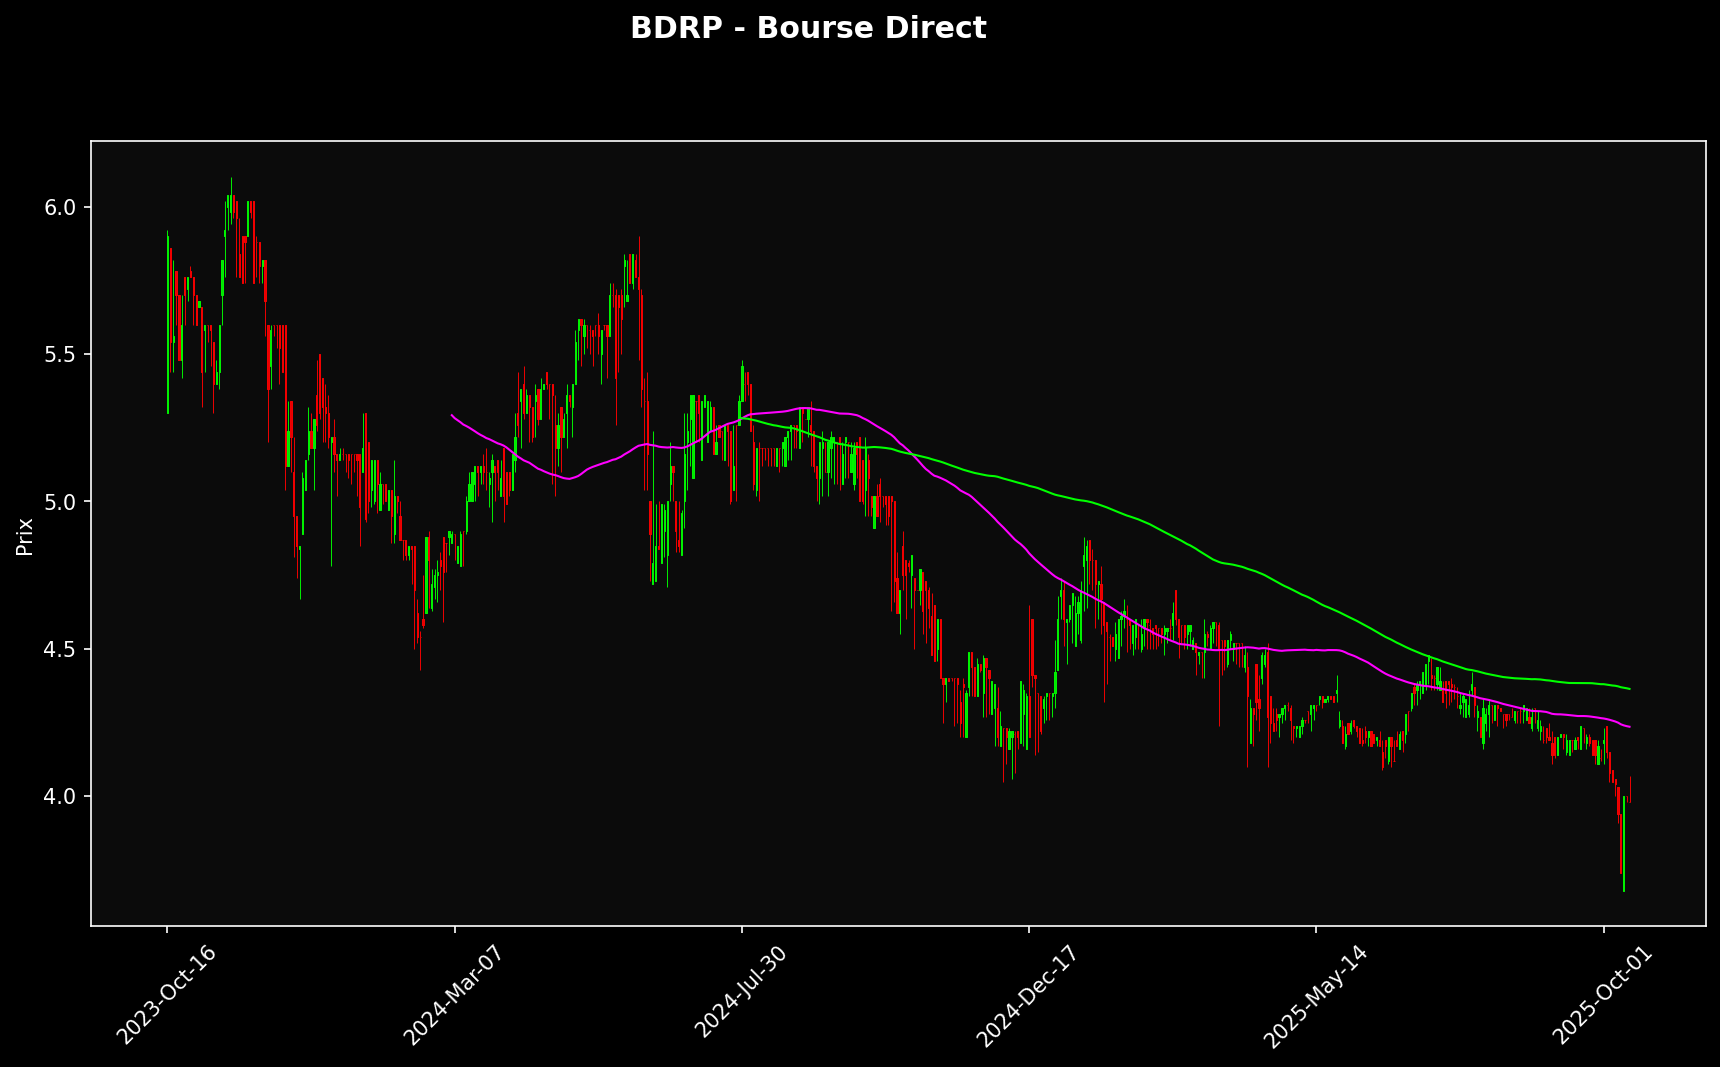 BDRP - Bourse Direct
Prix
6.0
5.5
5.0
4.5
4.0
2023-Oct-16
2024-Mar-07
2024-Jul-30
2024-Dec-17
2025-May-14
2025-Oct-01